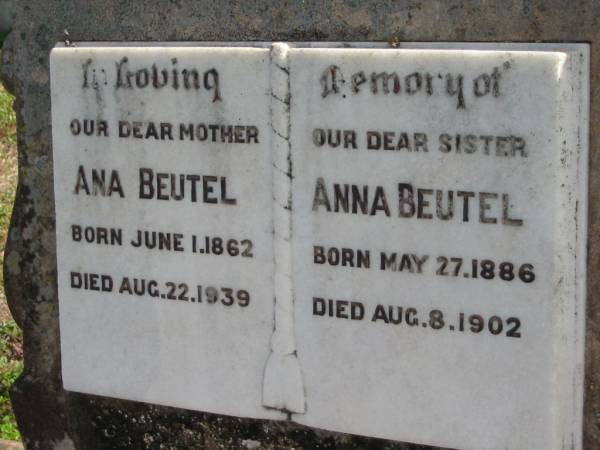 In Loving
OUR DEAR MOTHER
ANA BEUTEL
BORN JUNE 1.1862
DIED AUG.22.1939
Memory of
OUR DEAR SISTER
ANNA BEUTEL
BORN MAY 27.1886
DIED AUG.8.1902